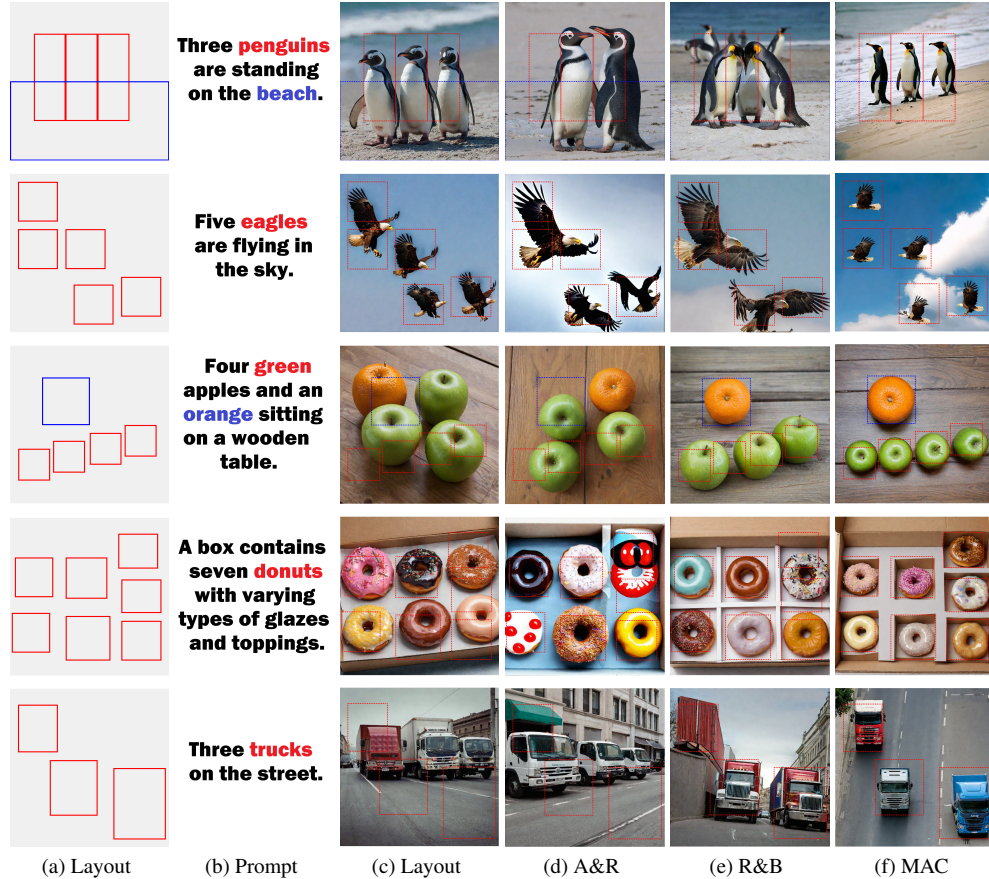 Three penguins
are standing
on the beach.
Five eagles
are flying in
the sky.
Four green
apples and an
orange sitting
on a wooden
table.
A box contains
seven donuts
with varying
types of glazes
and toppings.
Three trucks
on the street.
(a) Layout
(b) Prompt
(c) Layout
(d) A&R
(e) R&B
(f) MAC